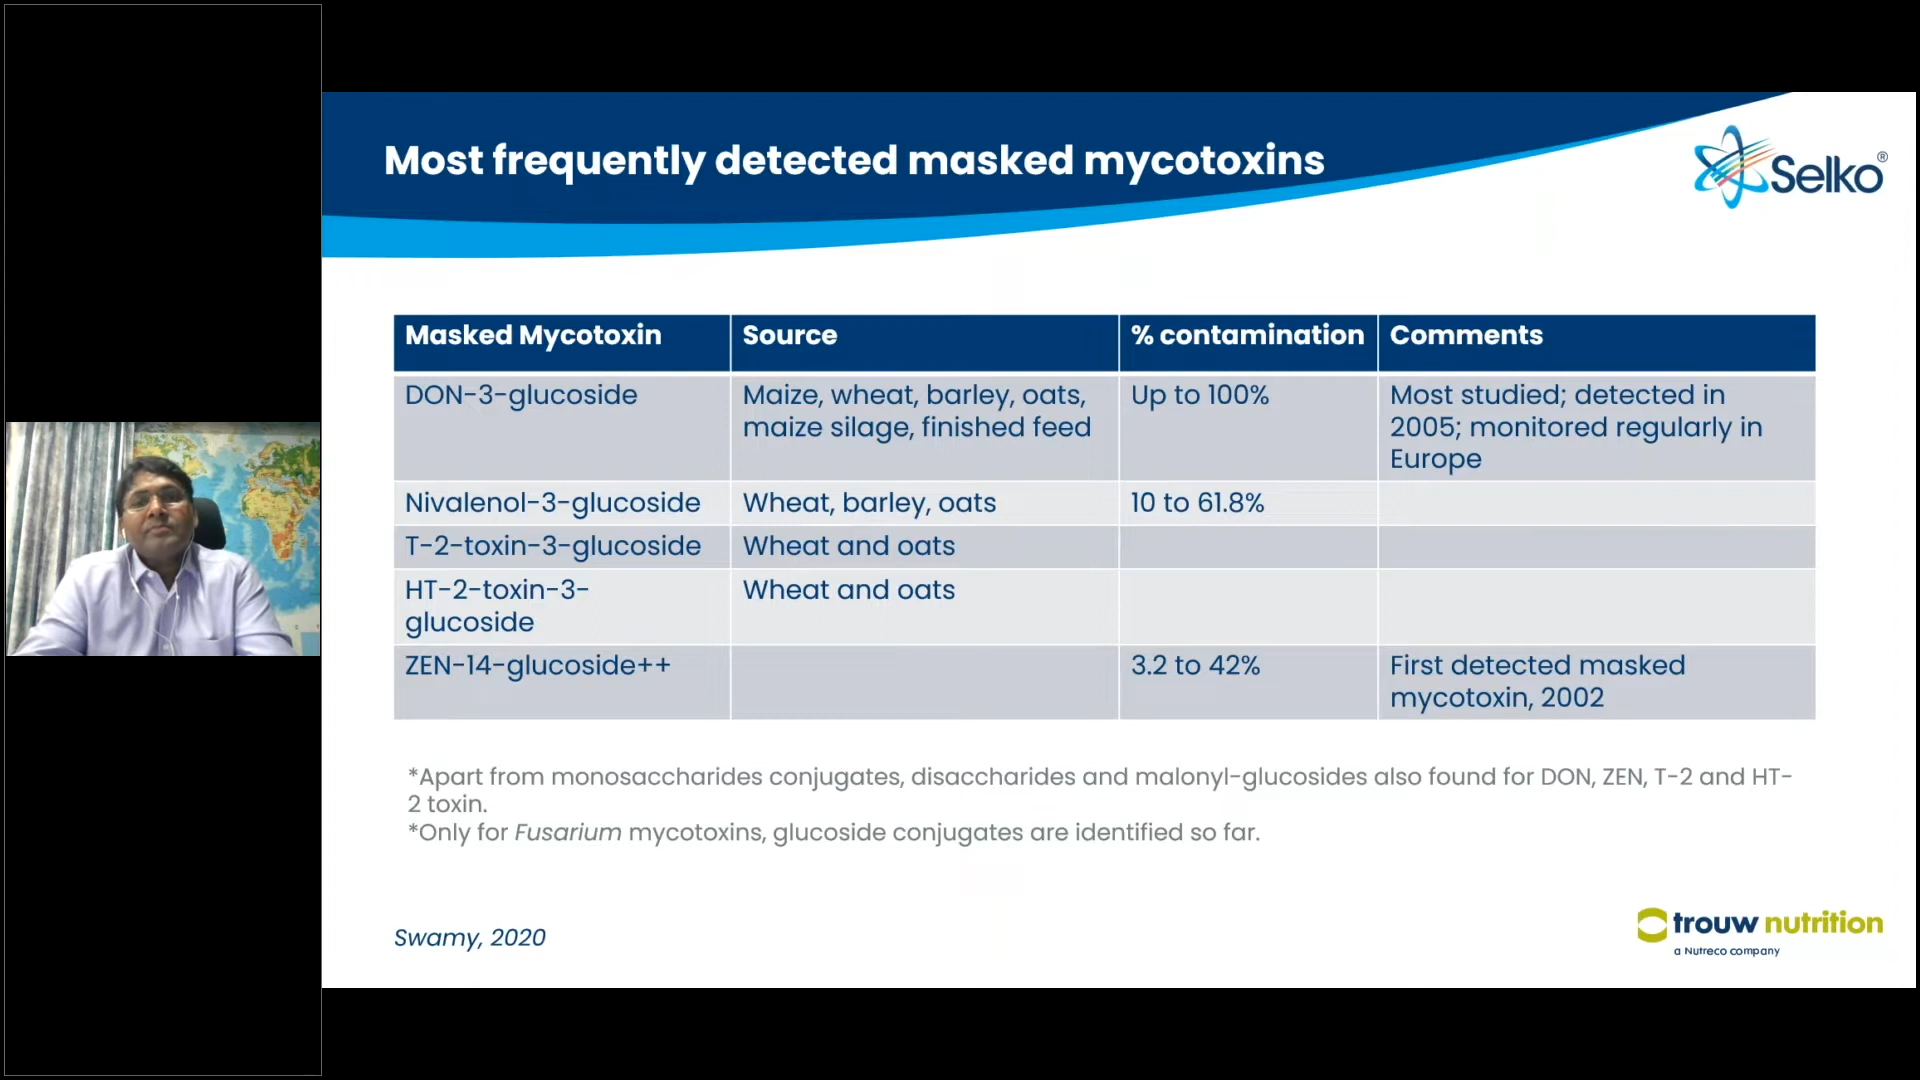 Most frequently detected masked mycotoxins
Selko®
Masked Mycotoxin Source % contamination Comments
DON-3-glucoside Maize, wheat, barley, oats, Up to 100% Most studied; detected in
maize silage, finished feed 2005; monitored regularly in
Europe
Nivalenol-3-glucoside Wheat, barley, oats 10 to 61.8%
T-2-toxin-3-glucoside Wheat and oats
HT-2-toxin-3- Wheat and oats
glucoside
ZEN-14-glucoside++ 3.2 to 42% First detected masked
mycotoxin, 2002
*Apart from monosaccharides conjugates, disaccharides and malonyl-glucosides also found for DON, ZEN, T-2 and HT-
2 toxin.
*Only for Fusarium mycotoxins, glucoside conjugates are identified so far.
Swamy, 2020
trouw nutrition
a Nutreco company